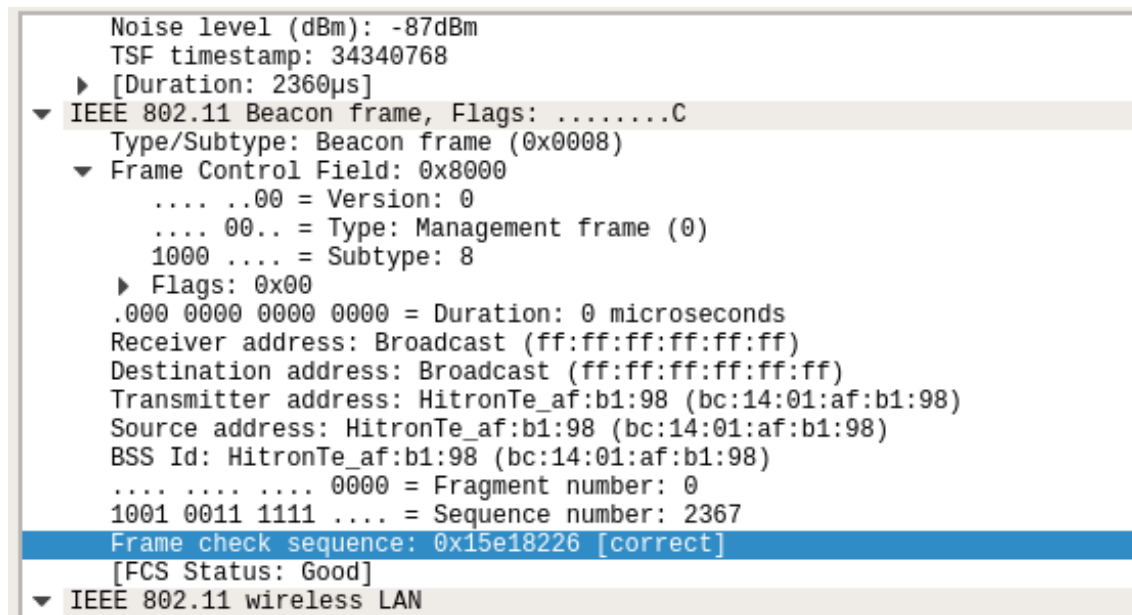 Noise level (dBm): -87dBm
TSF timestamp: 34340768
[Duration: 2360µs]
IEEE 802.11 Beacon frame, Flags: ........C
Type/Subtype: Beacon frame (0x0008)
Frame Control Field: 0x8000
.... ..00 = Version: 0
.... 00.. = Type: Management frame (0)
1000 .... = Subtype: 8
Flags: 0x00
.000 0000 0000 0000 = Duration: 0 microseconds
Receiver address: Broadcast (ff:ff:ff:ff:ff:ff)
Destination address: Broadcast (ff:ff:ff:ff:ff:ff)
Transmitter address: HitronTe_af:b1:98 (bc:14:01:af:b1:98)
Source address: HitronTe_af:b1:98 (bc:14:01:af:b1:98)
BSS Id: HitronTe_af:b1:98 (bc:14:01:af:b1:98)
.... .... .... 0000 = Fragment number: 0
1001 0011 1111 .... = Sequence number: 2367
Frame check sequence: 0x15e18226 [correct]
[FCS Status: Good]
IEEE 802.11 wireless LAN